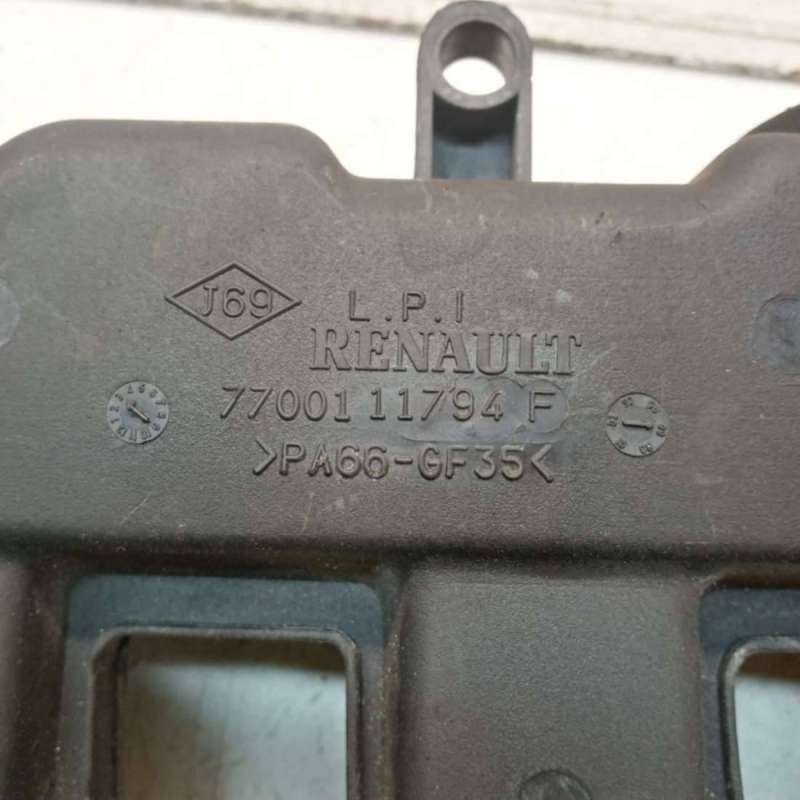 J69 L.P.I
RENAULT
77001 11794 F
>PA66-GF35<